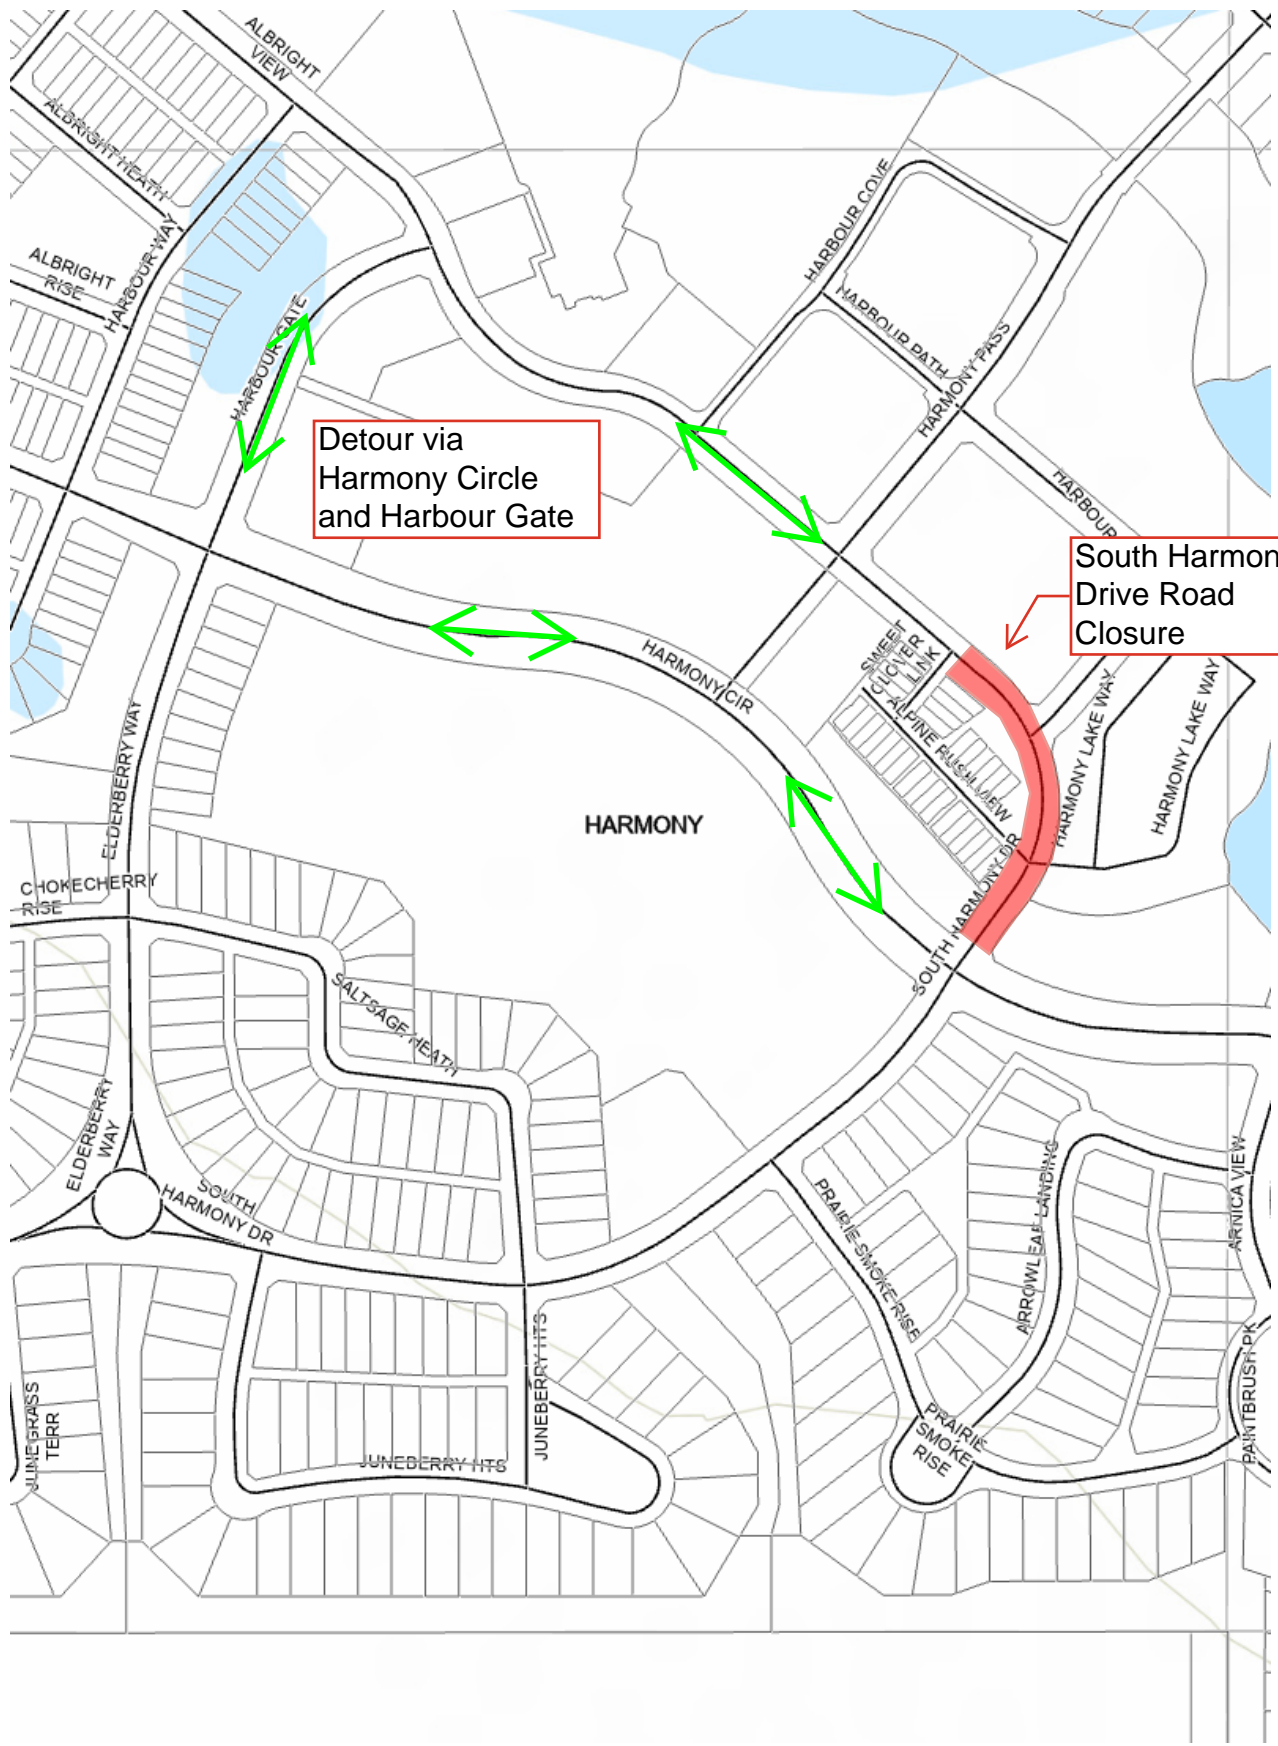 ALBRIGHT
VIEW
ALBRIGHT HEATH
HARBOUR WAY
ALBRIGHT
RISE
HARBOUR GATE
HARBOUR COVE
HARBOUR PATH
HARMONY PASS
Detour via
Harmony Circle
and Harbour Gate
HARBOUR
South Harmon
Drive Road
Closure
SWEET
CLOVER
LINK
HARMONY CIR
ALPINE RUSH VIEW
HARMONY LAKE WAY
HARMONY LAKE WAY
ELDERBERRY WAY
HARMONY
SOUTH HARMONY DR
CHOKECHERRY
RISE
SALTSAGE HEATH
ELDERBERRY
WAY
SOUTH
HARMONY DR
PRAIRIE SMOKE RISE
ARROWLEAF LANDING
ARNICA VIEW
JUNEGRASS
TERR
JUNEBERRY HTS
JUNEBERRY HTS
PRAIRIE
SMOKE
RISE
PAINTBRUSH PK